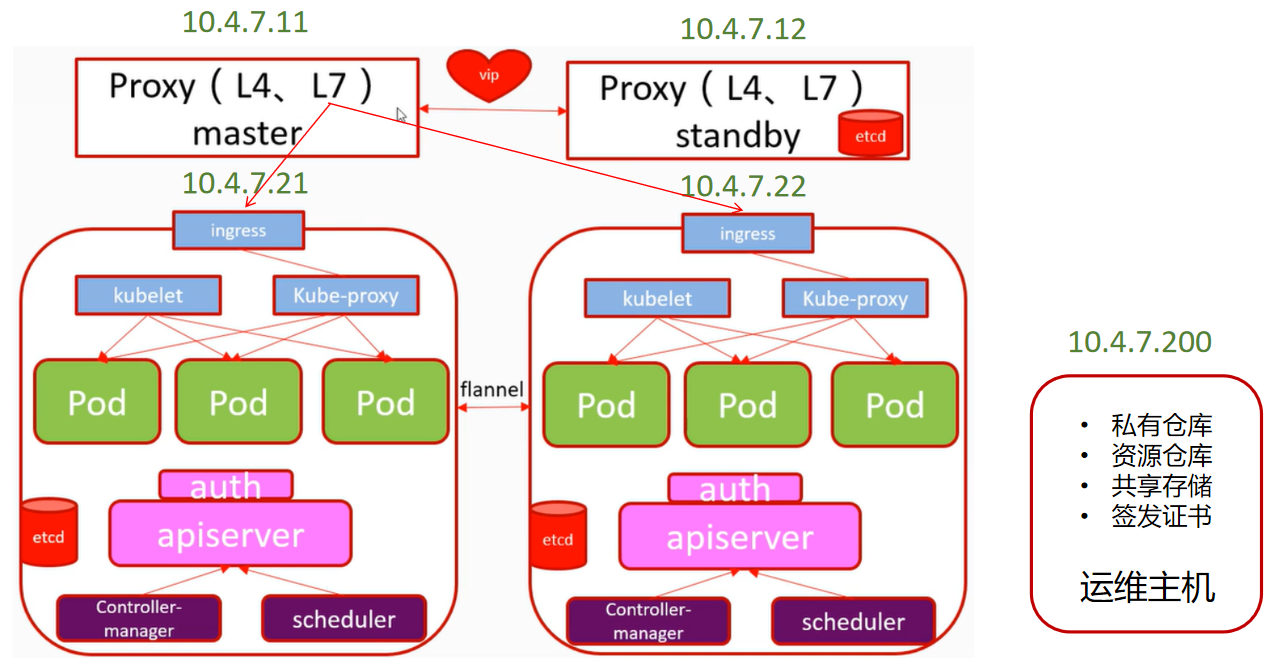 10.4.7.11
10.4.7.12
Proxy（L4、L7）
master
vip
Proxy（L4、L7）
standby
etcd
10.4.7.21
10.4.7.22
ingress
kubelet
Kube-proxy
Pod
Pod
Pod
auth
apiserver
etcd
Controller-
manager
scheduler
flannel
ingress
kubelet
Kube-proxy
Pod
Pod
Pod
auth
apiserver
etcd
Controller-
manager
scheduler
10.4.7.200
• 私有仓库
• 资源仓库
• 共享存储
• 签发证书
运维主机